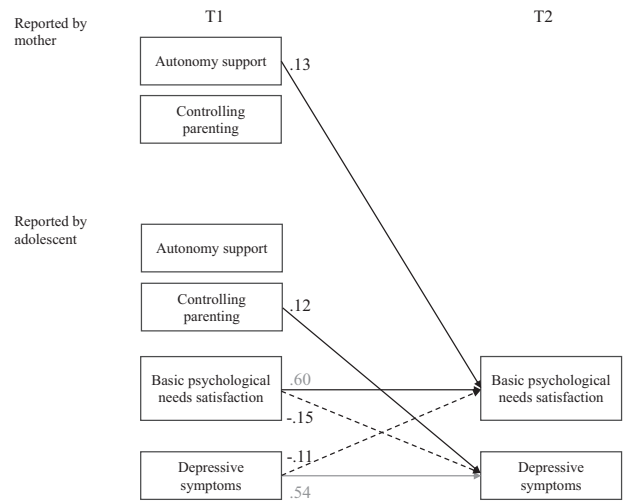 T1
T2
Reported by
mother
Autonomy support
.13
Controlling
parenting
Reported by
adolescent
Autonomy support
Controlling
parenting
.12
Basic psychological
needs satisfaction
.60
-.15
Basic psychological
needs satisfaction
Depressive
symptoms
-.11
.54
Depressive
symptoms